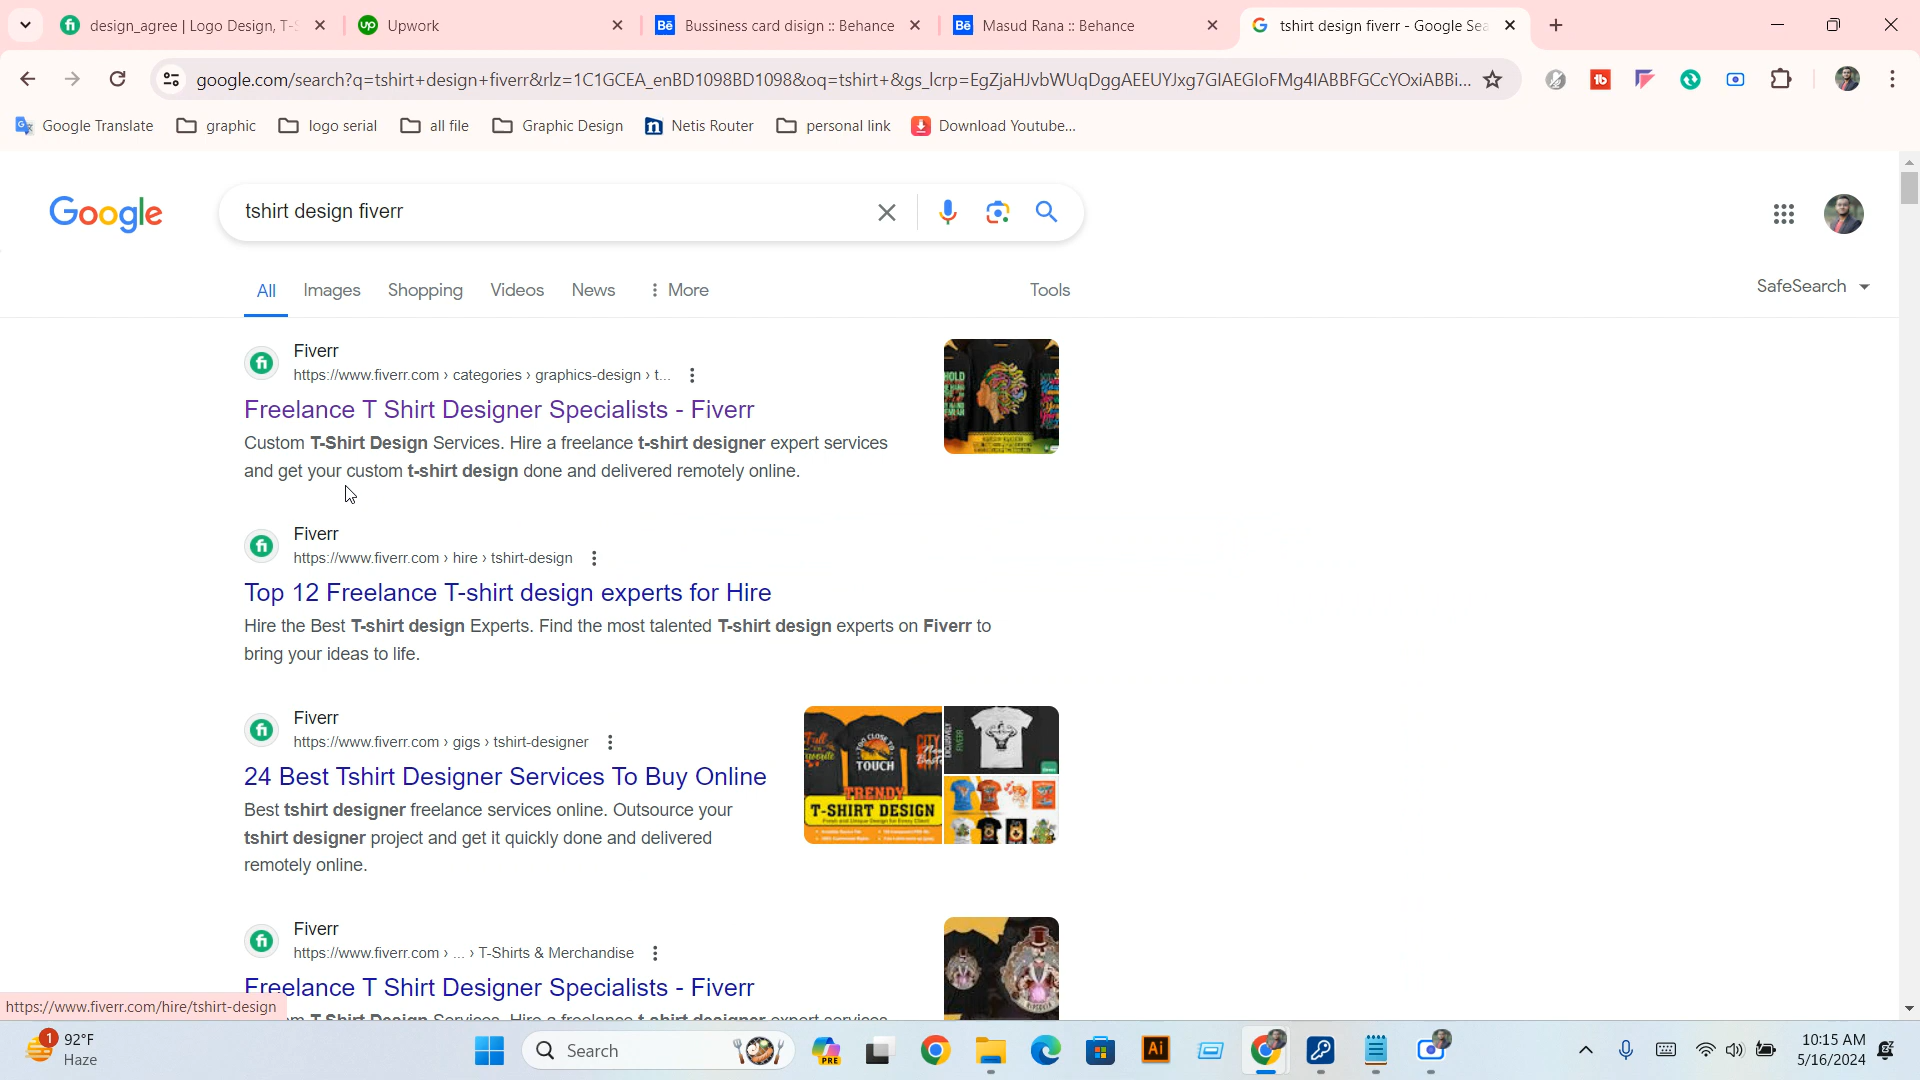 design_agree | Logo Design, T-S
Upwork
Bē Bussiness card disign :: Behance
Bē Masud Rana :: Behance
tshirt design fiverr - Google Sea
google.com/search?q=tshirt+design+fiverr&rlz=1C1GCEA_enBD1098BD1098&oq=tshirt+&gs_lcrp=EgZjaHJvbWUqDggAEEUYJxg7GIAEGIoFMg4IABBFGCcYOxiABBi...
Google Translate
graphic
logo serial
all file
Graphic Design
Netis Router
personal link
Download Youtube...
Google
tshirt design fiverr
All
Images
Shopping
Videos
News
More
Tools
SafeSearch
Fiverr
https://www.fiverr.com › categories › graphics-design › t...
Freelance T Shirt Designer Specialists - Fiverr
Custom T-Shirt Design Services. Hire a freelance t-shirt designer expert services
and get your custom t-shirt design done and delivered remotely online.
Fiverr
https://www.fiverr.com › hire › tshirt-design
Top 12 Freelance T-shirt design experts for Hire
Hire the Best T-shirt design Experts. Find the most talented T-shirt design experts on Fiverr to
bring your ideas to life.
Fiverr
https://www.fiverr.com › gigs › tshirt-designer
24 Best Tshirt Designer Services To Buy Online
Best tshirt designer freelance services online. Outsource your
tshirt designer project and get it quickly done and delivered
remotely online.
TOO CLOSE TO
TOUCH
TRENDY
T-SHIRT DESIGN
Fiverr
https://www.fiverr.com › ... › T-Shirts & Merchandise
Freelance T Shirt Designer Specialists - Fiverr
https://www.fiverr.com/hire/tshirt-design
1
92°F
Haze
Search
PRE
Ai
10:15 AM
5/16/2024